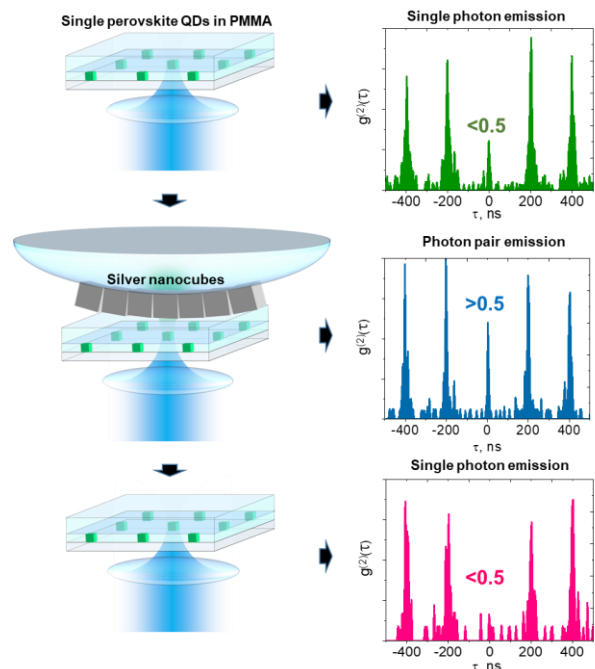 Single perovskite QDs in PMMA
Single photon emission
g(2)(τ)
<0.5
-400 -200 0 200 400
τ, ns
Silver nanocubes
Photon pair emission
g(2)(τ)
>0.5
-400 -200 0 200 400
τ, ns
Single photon emission
g(2)(τ)
<0.5
-400 -200 0 200 400
τ, ns